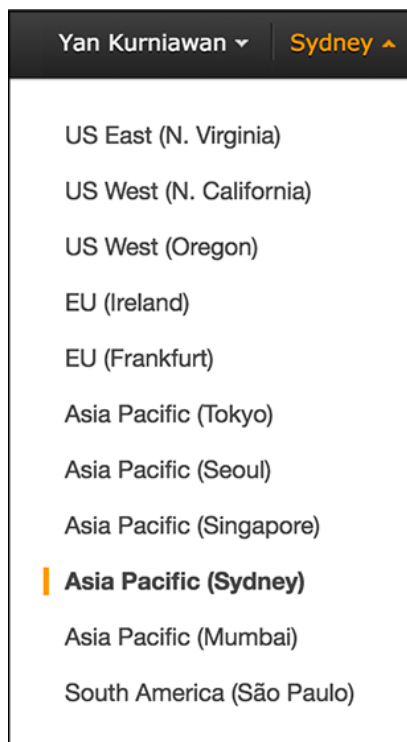 Yan Kurniawan Sydney
US East (N. Virginia)
US West (N. California)
US West (Oregon)
EU (Ireland)
EU (Frankfurt)
Asia Pacific (Tokyo)
Asia Pacific (Seoul)
Asia Pacific (Singapore)
Asia Pacific (Sydney)
Asia Pacific (Mumbai)
South America (São Paulo)